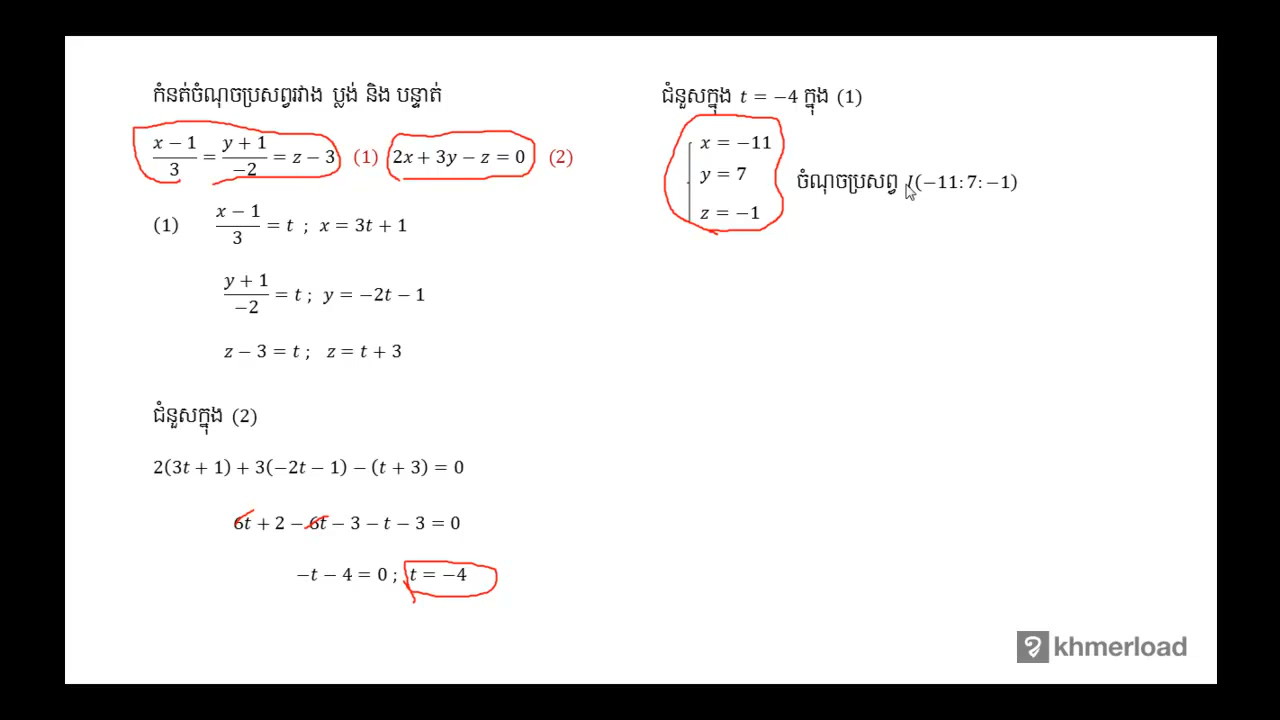 កំនត់ចំណុចប្រសព្វរវាង ប្លង់ និង បន្ទាត់
(x − 1)/3 = (y + 1)/−2 = z − 3 (1) 2x + 3y − z = 0 (2)
(1) (x − 1)/3 = t ; x = 3t + 1
(y + 1)/−2 = t ; y = −2t − 1
z − 3 = t ; z = t + 3
ជំនួសក្នុង (2)
2(3t + 1) + 3(−2t − 1) − (t + 3) = 0
6t + 2 − 6t − 3 − t − 3 = 0
−t − 4 = 0 ; t = −4
ជំនួសក្នុង t = −4 ក្នុង (1)
x = −11
y = 7
z = −1
ចំណុចប្រសព្វ I(−11: 7: −1)
khmerload